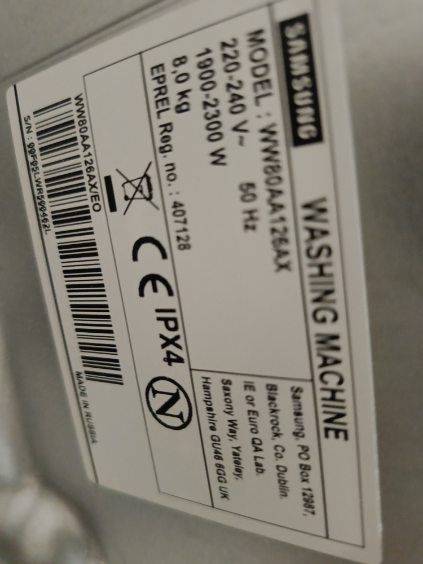 SAMSUNG WASHING MACHINE
MODEL : WW80AA126AX
220-240 V~ 50 Hz
1900-2300 W
8,0 kg
EPREL Reg. no. : 407128
Samsung, PO Box 12987,
Blackrock, Co. Dublin.
IE or Euro QA Lab.
Saxony Way, Yateley.
Hampshire GU46 6GG UK
CE IPX4 N
WW80AA126AX/EO
S/N :
MADE IN RUSSIA